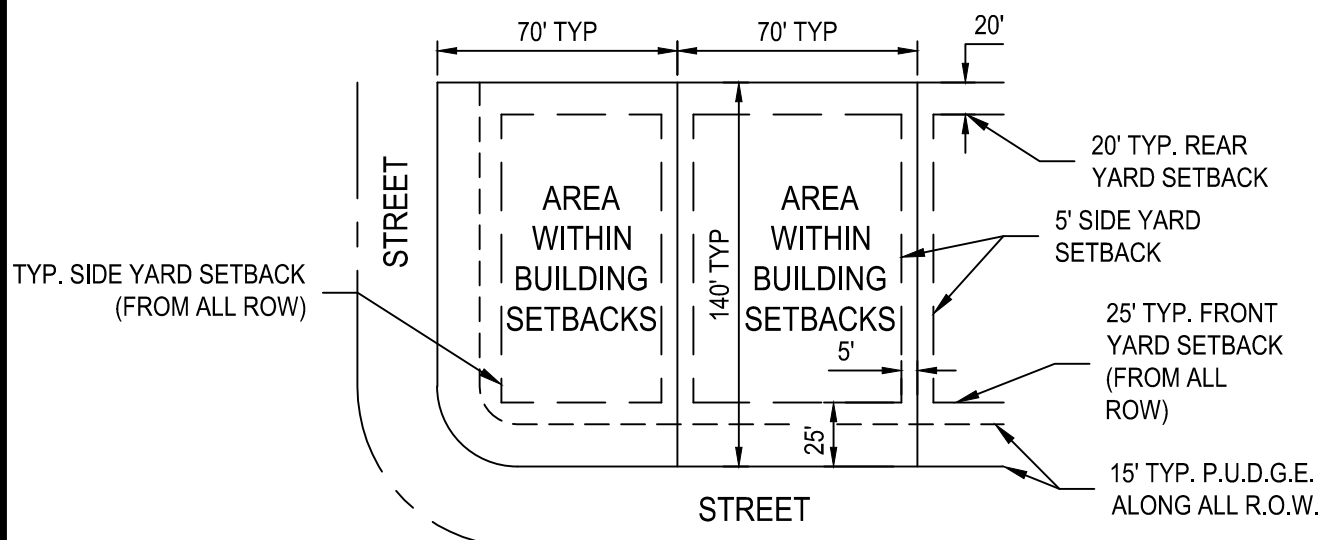 70' TYP
70' TYP
20'
20' TYP. REAR
YARD SETBACK
STREET
AREA
WITHIN
BUILDING
SETBACKS
140' TYP
AREA
WITHIN
BUILDING
SETBACKS
5' SIDE YARD
SETBACK
TYP. SIDE YARD SETBACK
(FROM ALL ROW)
25' TYP. FRONT
YARD SETBACK
(FROM ALL
ROW)
5'
25'
15' TYP. P.U.D.G.E.
ALONG ALL R.O.W.
STREET